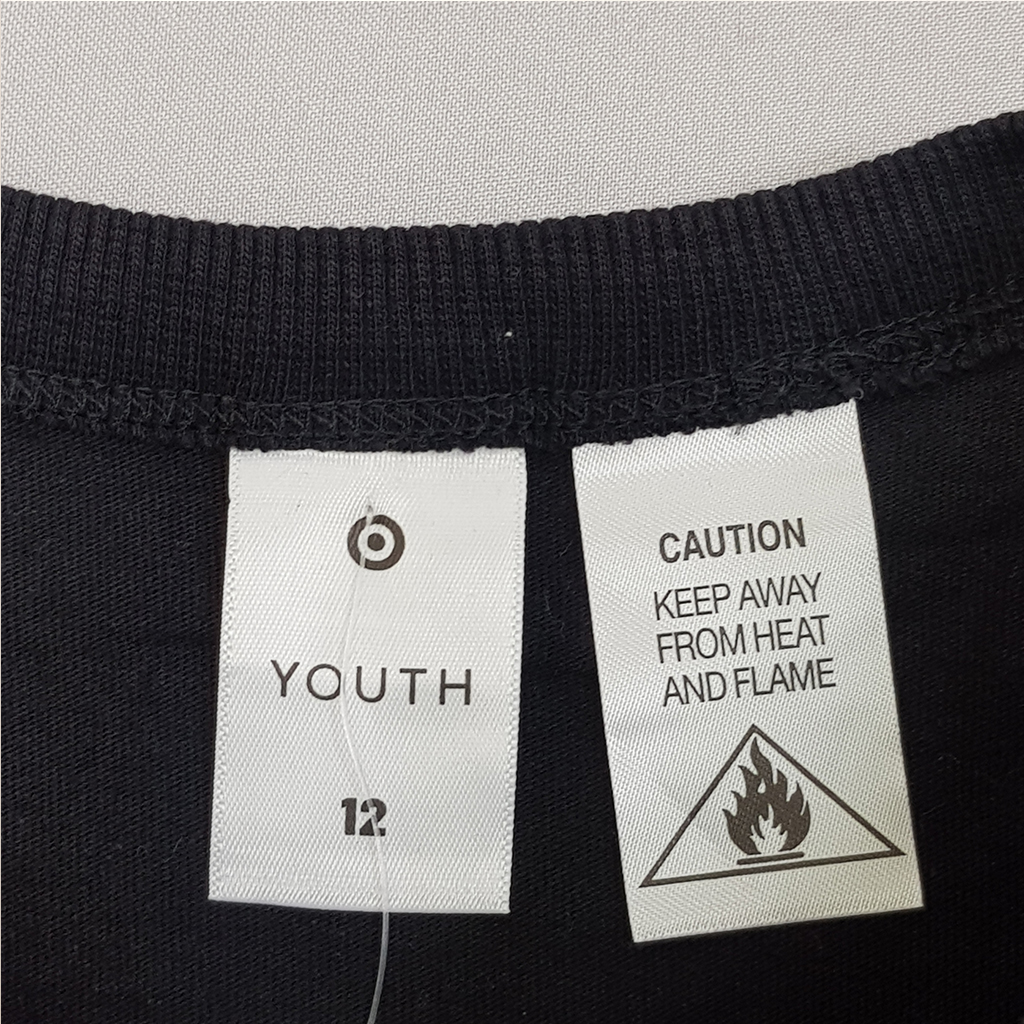 YOUTH
12
CAUTION
KEEP AWAY
FROM HEAT
AND FLAME